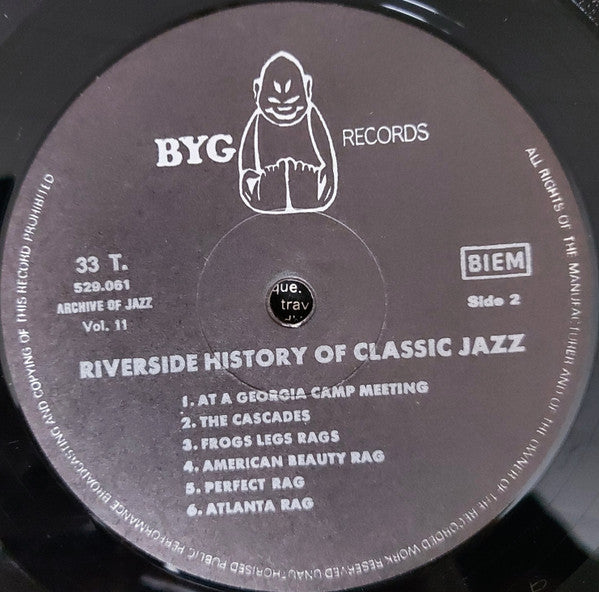 BYG RECORDS
33 T.
529.061
ARCHIVE OF JAZZ
Vol. 11
BIEM
Side 2
que.
trav
RIVERSIDE HISTORY OF CLASSIC JAZZ
1. AT A GEORGIA CAMP MEETING
2. THE CASCADES
3. FROGS LEGS RAGS
4. AMERICAN BEAUTY RAG
5. PERFECT RAG
6. ATLANTA RAG
ALL RIGHTS OF THE MANUFACTURER AND OF THE OWNER OF THE RECORDED WORK RESERVED UNAUTHORISED PUBLIC PERFORMANCE BROADCASTING AND COPYING OF THIS RECORD PROHIBITED